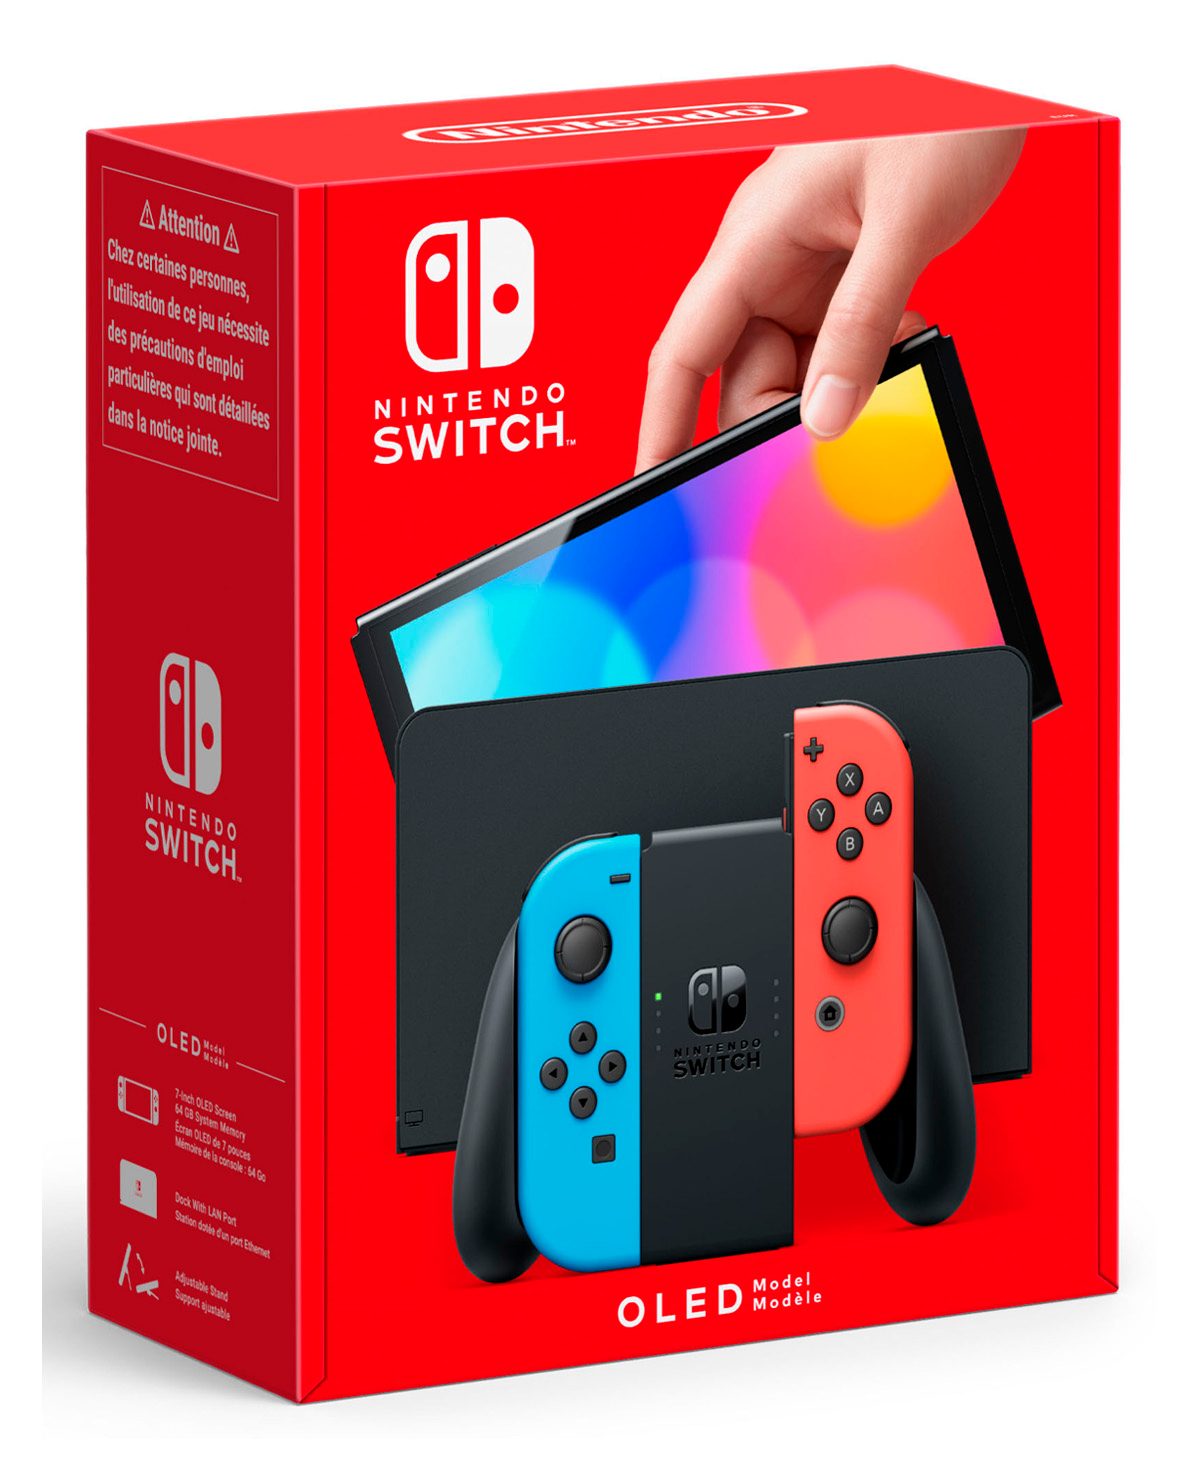 Nintendo
EUR
⚠ Attention ⚠
Chez certaines personnes,
l'utilisation de ce jeu nécessite
des précautions d'emploi
particulières qui sont détaillées
dans la notice jointe.
NINTENDO
SWITCH™
NINTENDO
SWITCH™
OLED Model
Modèle
7-Inch OLED Screen
64 GB System Memory
Écran OLED de 7 pouces
Mémoire de la console : 64 Go
Dock With LAN Port
Station dotée d'un port Ethernet
Adjustable Stand
Support ajustable
X
Y
A
B
NINTENDO
SWITCH
OLED Model
Modèle